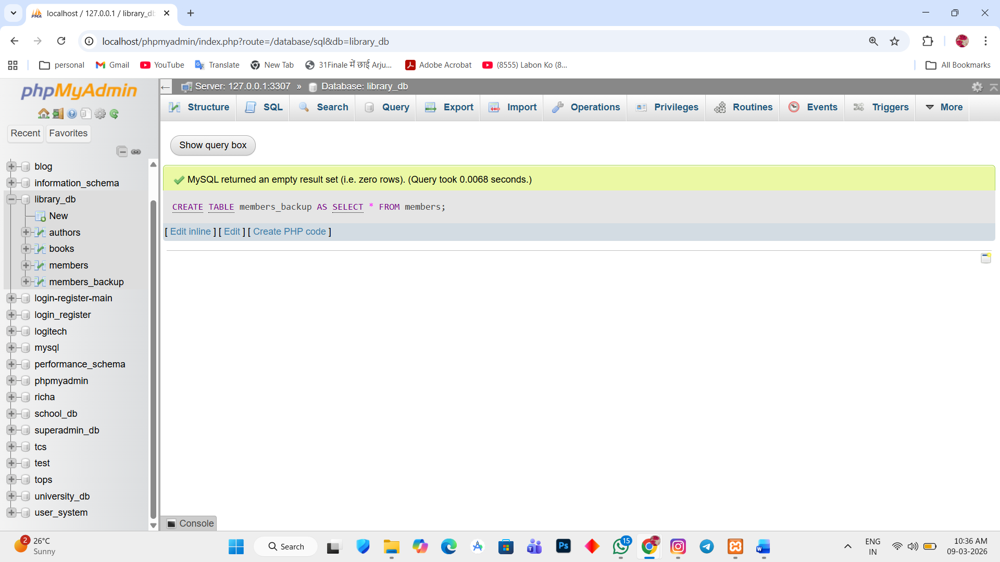 localhost / 127.0.0.1 / library_db
localhost/phpmyadmin/index.php?route=/database/sql&db=library_db
personal
Gmail
YouTube
Translate
New Tab
31Finale में छाई Arju...
Adobe Acrobat
(8555) Labon Ko (8...
All Bookmarks
phpMyAdmin
Recent
Favorites
blog
information_schema
library_db
New
authors
books
members
members_backup
login-register-main
login_register
logitech
mysql
performance_schema
phpmyadmin
richa
school_db
superadmin_db
tcs
test
tops
university_db
user_system
Server: 127.0.0.1:3307 » Database: library_db
Structure
SQL
Search
Query
Export
Import
Operations
Privileges
Routines
Events
Triggers
More
Show query box
MySQL returned an empty result set (i.e. zero rows). (Query took 0.0068 seconds.)
CREATE TABLE members_backup AS SELECT * FROM members;
[ Edit inline ] [ Edit ] [ Create PHP code ]
Console
2
26°C
Sunny
Search
Ps
15
ENG
IN
10:36 AM
09-03-2026